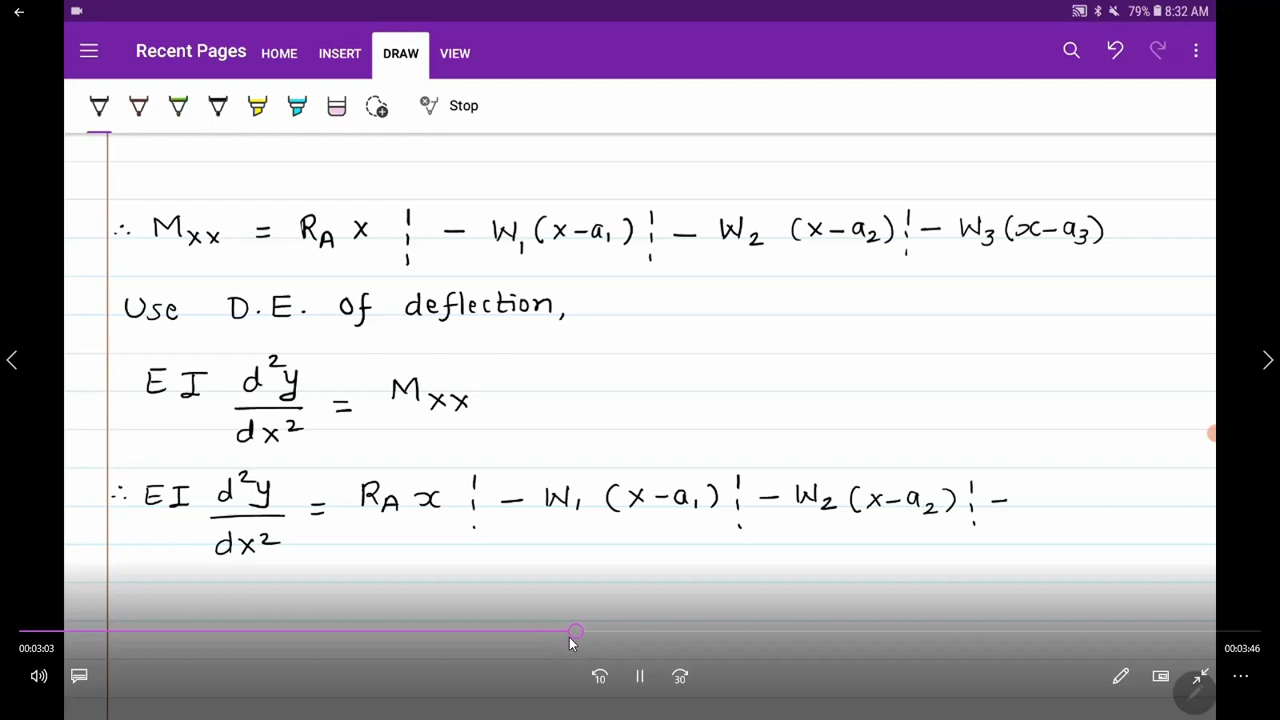 79% 8:32 AM
Recent Pages HOME INSERT DRAW VIEW
Stop
∴ Mxx = RA x ¦ - W₁(x-a₁) ¦ - W₂ (x-a₂) ¦ - W₃(x-a₃)
Use D.E. of deflection,
EI d²y/dx² = Mxx
∴ EI d²y/dx² = RA x ¦ - W₁ (x-a₁) ¦ - W₂ (x-a₂) ¦ -
00:03:03 00:03:46
10 30